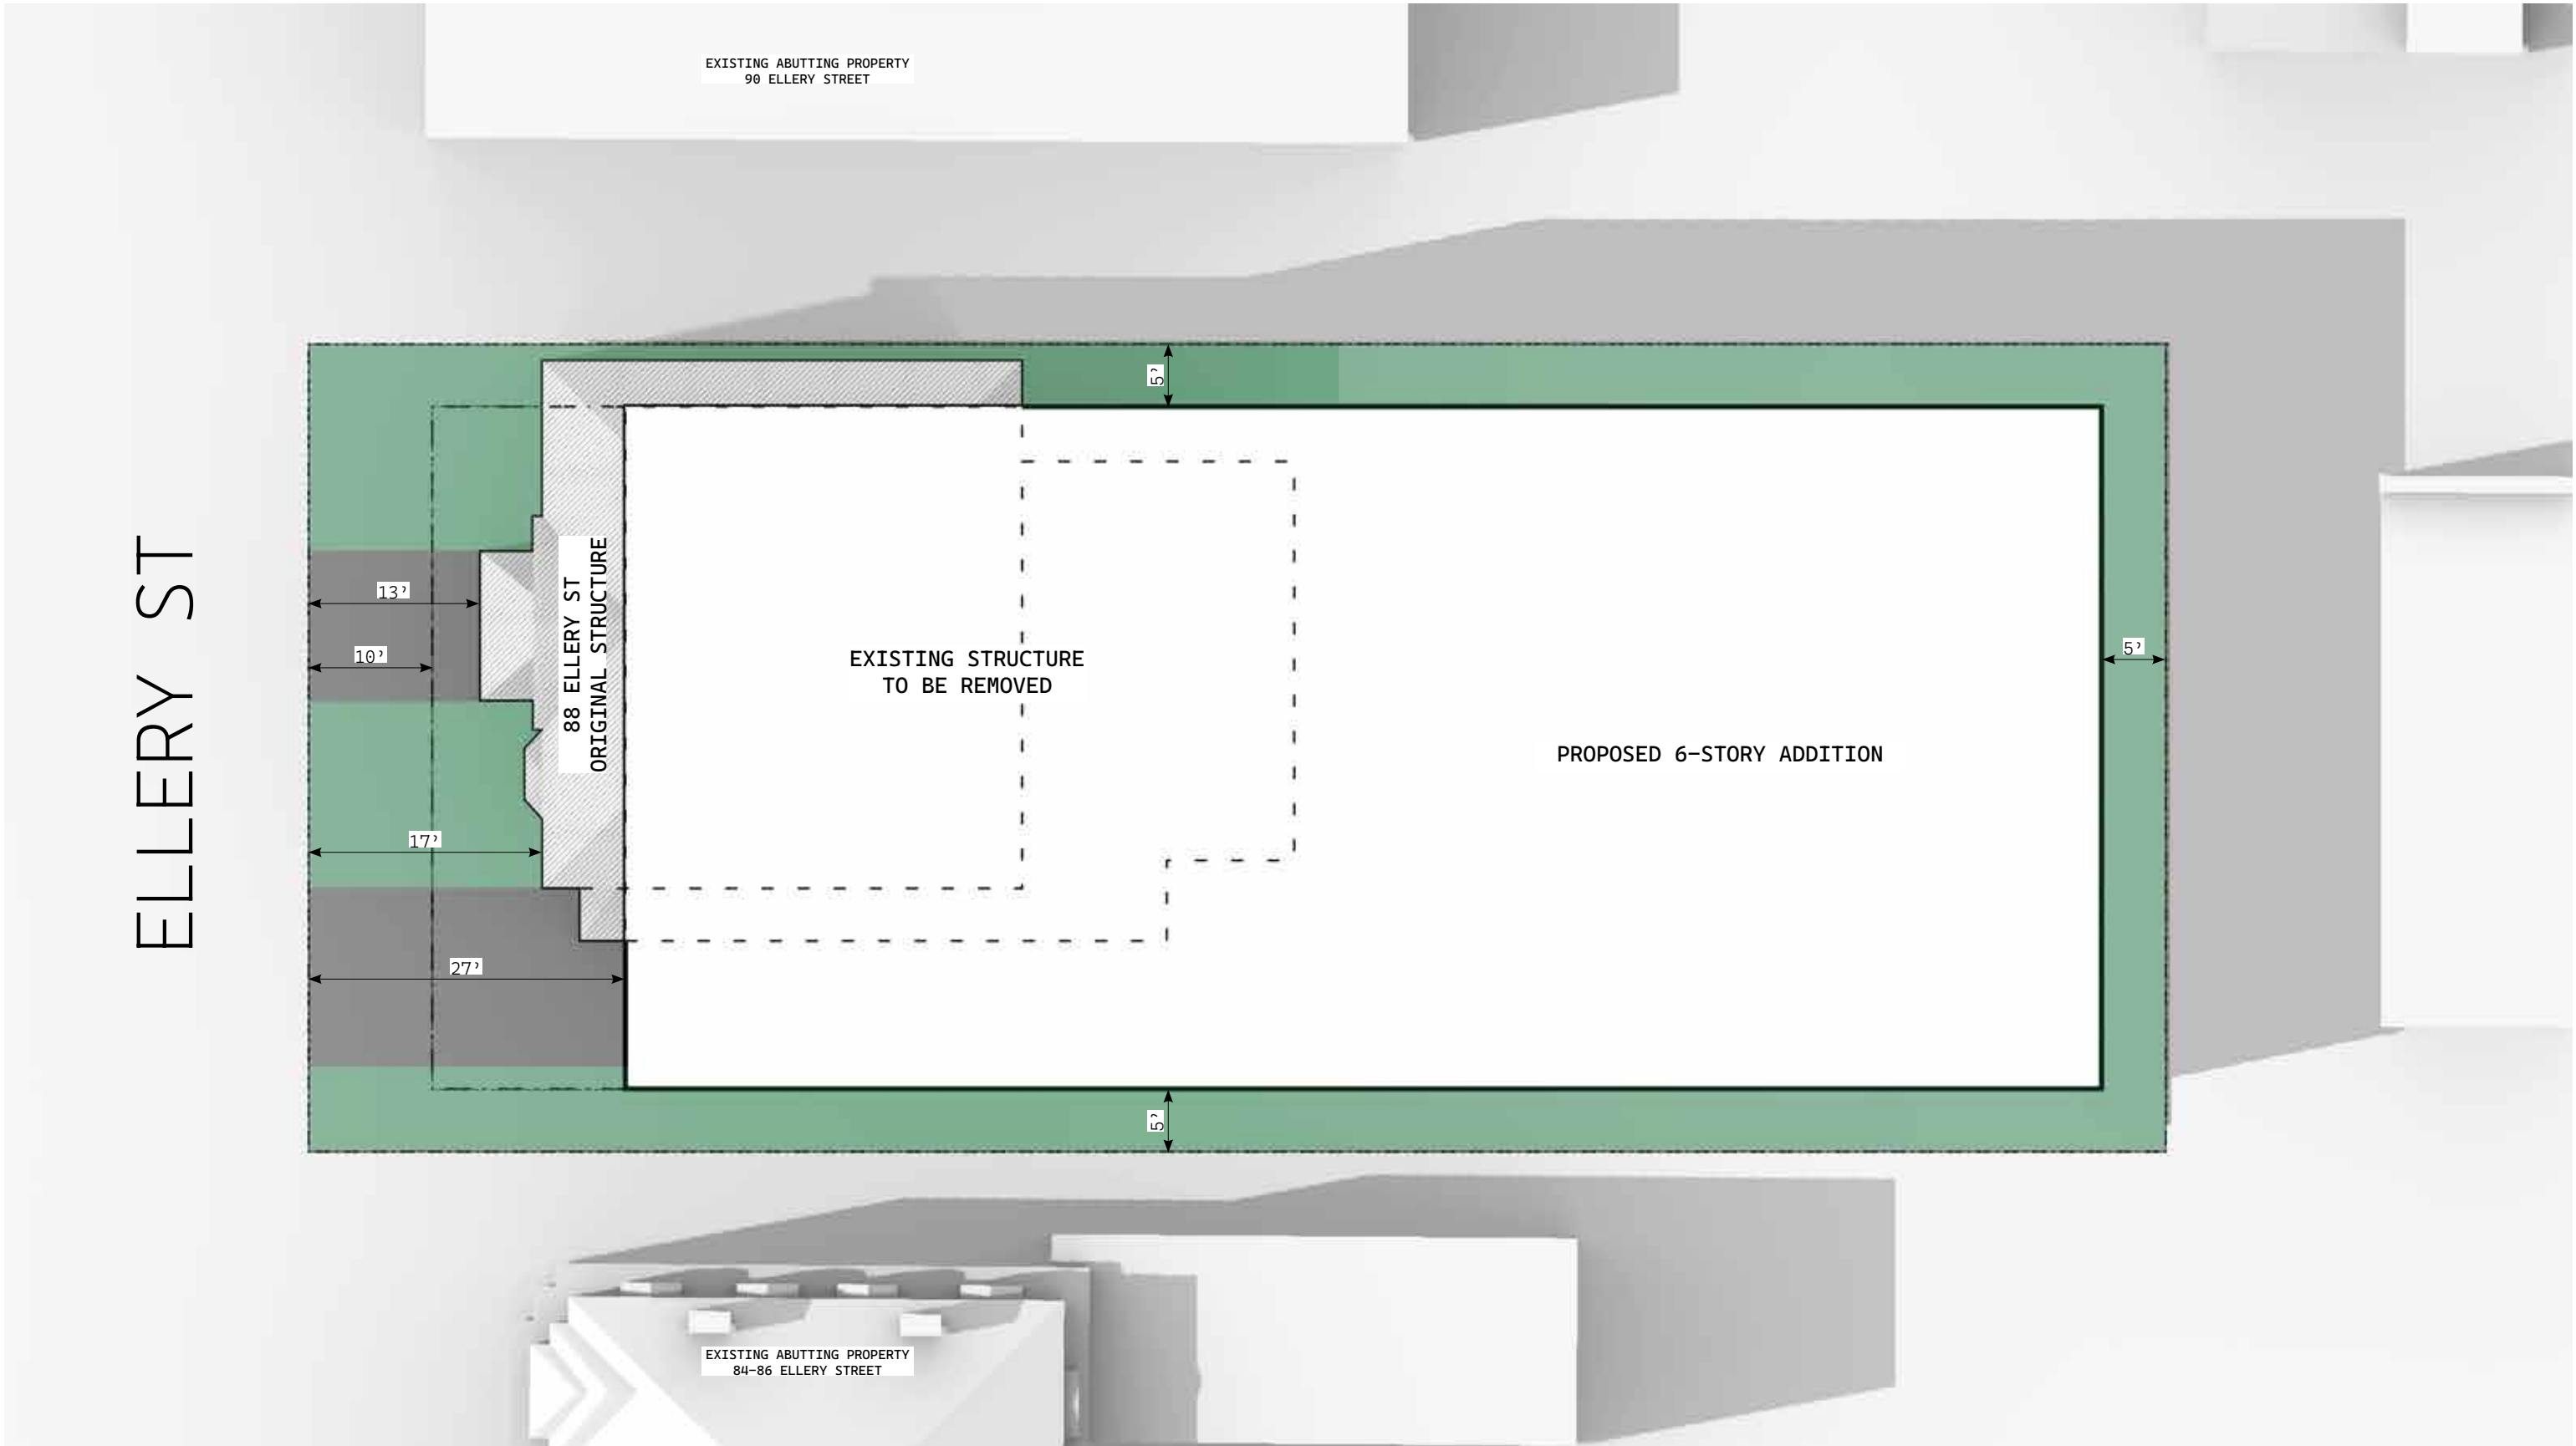 EXISTING ABUTTING PROPERTY
90 ELLERY STREET
5’
ELLERY ST
13’
10’
17’
27’
88 ELLERY ST
ORIGINAL STRUCTURE
EXISTING STRUCTURE
TO BE REMOVED
PROPOSED 6–STORY ADDITION
5’
5’
EXISTING ABUTTING PROPERTY
84–86 ELLERY STREET